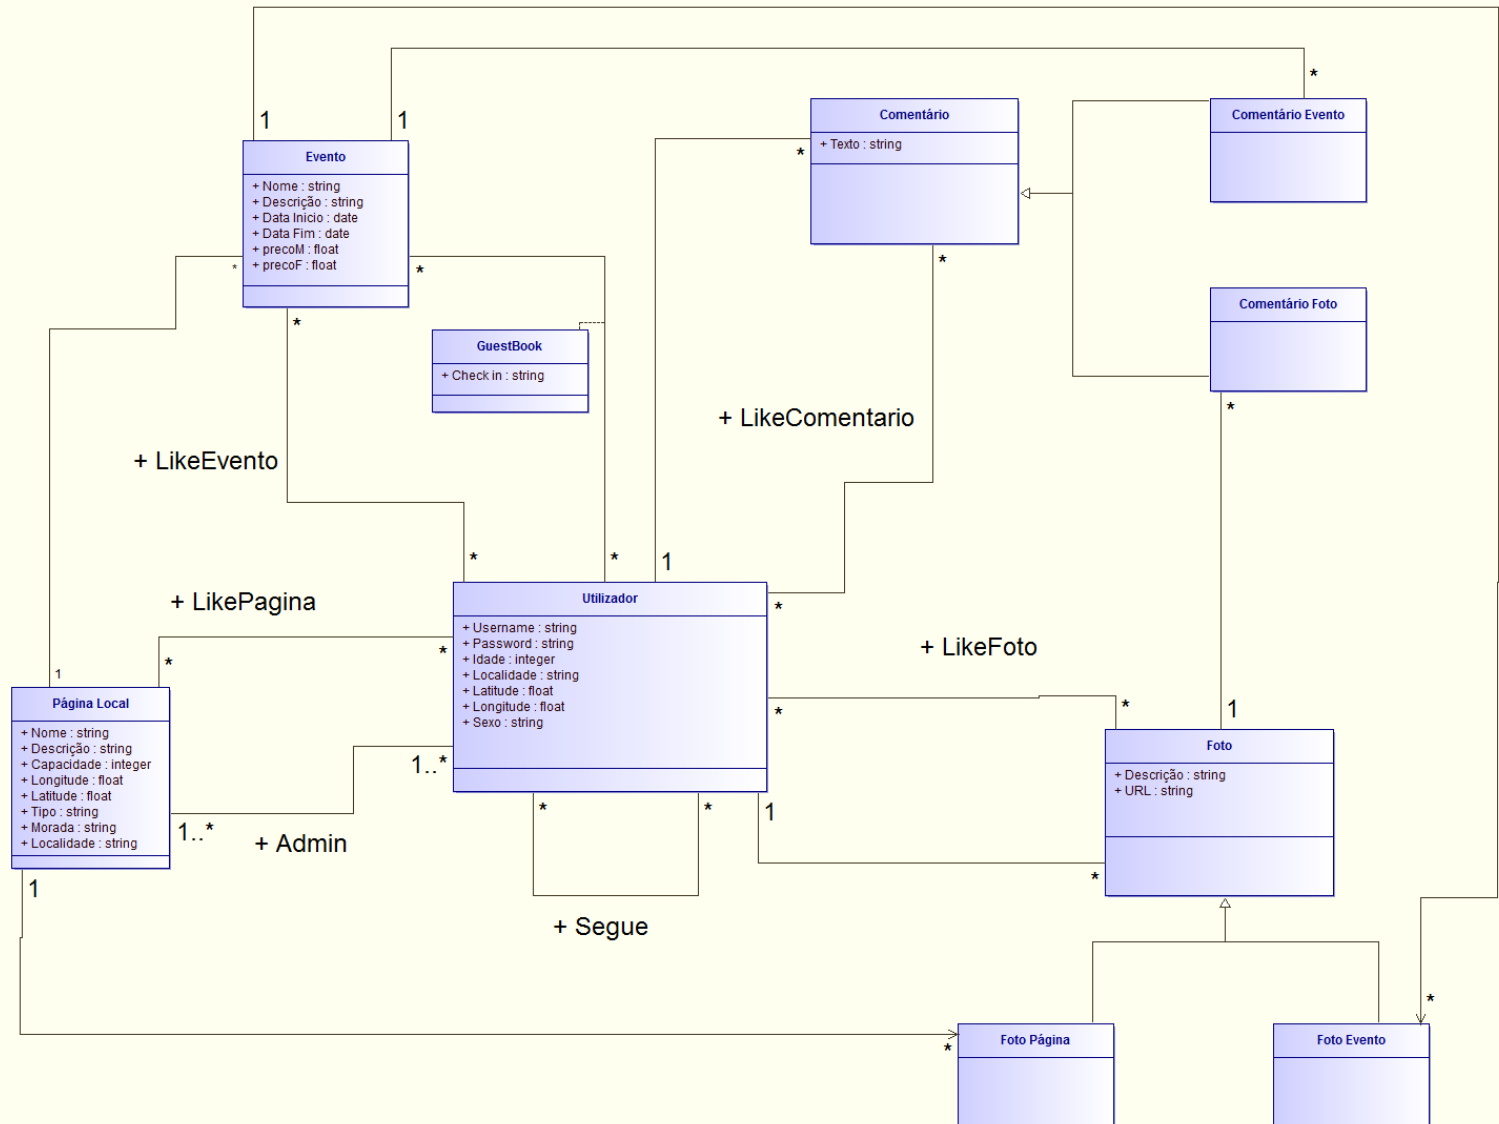 *
1
1
Evento
+ Nome : string
+ Descrição : string
+ Data Inicio : date
+ Data Fim : date
+ precoM : float
+ precoF : float
*
*
*
Comentário
+ Texto : string
*
*
Comentário Evento
Comentário Foto
*
GuestBook
+ Check in : string
+ LikeComentario
+ LikeEvento
*
*
1
+ LikePagina
*
*
1
Utilizador
+ Username : string
+ Password : string
+ Idade : integer
+ Localidade : string
+ Latitude : float
+ Longitude : float
+ Sexo : string
*
*
+ LikeFoto
*
1
Página Local
+ Nome : string
+ Descrição : string
+ Capacidade : integer
+ Longitude : float
+ Latitude : float
+ Tipo : string
+ Morada : string
+ Localidade : string
1..*
1..*
+ Admin
*
*
+ Segue
1
*
Foto
+ Descrição : string
+ URL : string
1
*
Foto Página
*
Foto Evento